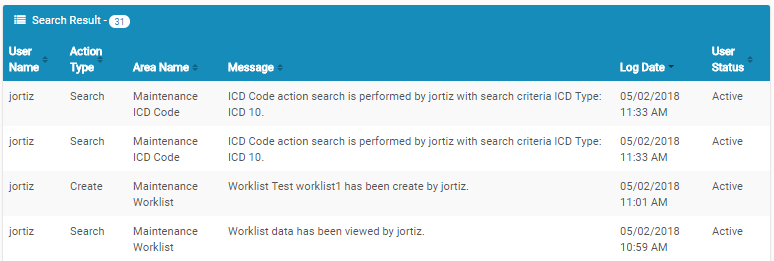 Search Result - 31
User Name Action Type Area Name Message Log Date User Status
jortiz Search Maintenance ICD Code action search is performed by jortiz with search criteria ICD Type: 05/02/2018 Active
ICD Code ICD 10. 11:33 AM
jortiz Search Maintenance ICD Code action search is performed by jortiz with search criteria ICD Type: 05/02/2018 Active
ICD Code ICD 10. 11:33 AM
jortiz Create Maintenance Worklist Test worklist1 has been create by jortiz. 05/02/2018 Active
Worklist 11:01 AM
jortiz Search Maintenance Worklist data has been viewed by jortiz. 05/02/2018 Active
Worklist 10:59 AM